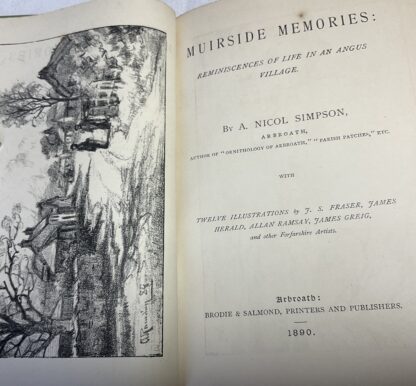 MUIRSIDE MEMORIES:
REMINISCENCES OF LIFE IN AN ANGUS
VILLAGE.
BY A. NICOL SIMPSON,
ARBROATH,
AUTHOR OF "ORNITHOLOGY OF ARBROATH," "PARISH PATCHES," ETC.
WITH
TWELVE ILLUSTRATIONS by J. S. FRASER, JAMES
HERALD, ALLAN RAMSAY, JAMES GREIG,
and other Forfarshire Artists.
Arbroath:
BRODIE & SALMOND, PRINTERS AND PUBLISHERS.
1890.